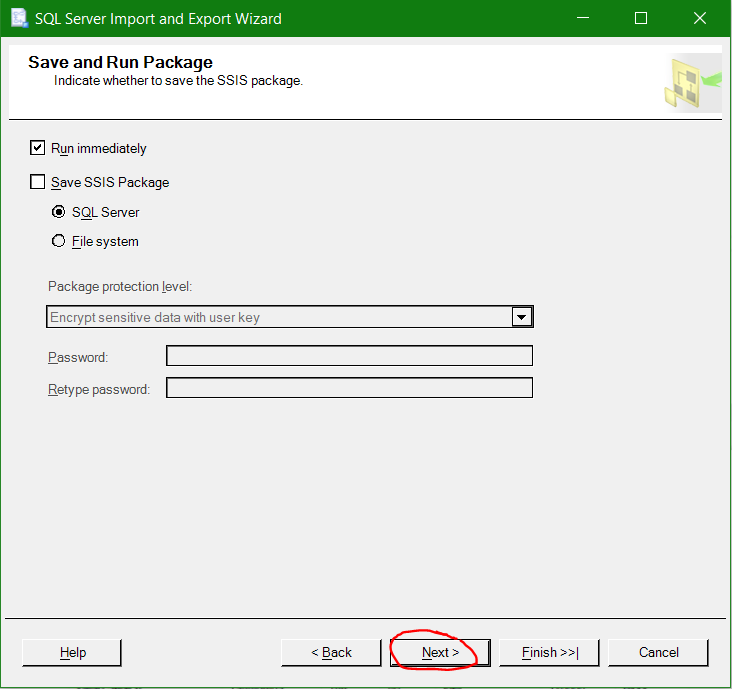 SQL Server Import and Export Wizard
Save and Run Package
Indicate whether to save the SSIS package.
Run immediately
Save SSIS Package
SQL Server
File system
Package protection level:
Encrypt sensitive data with user key
Password:
Retype password:
Help
< Back
Next >
Finish >>|
Cancel